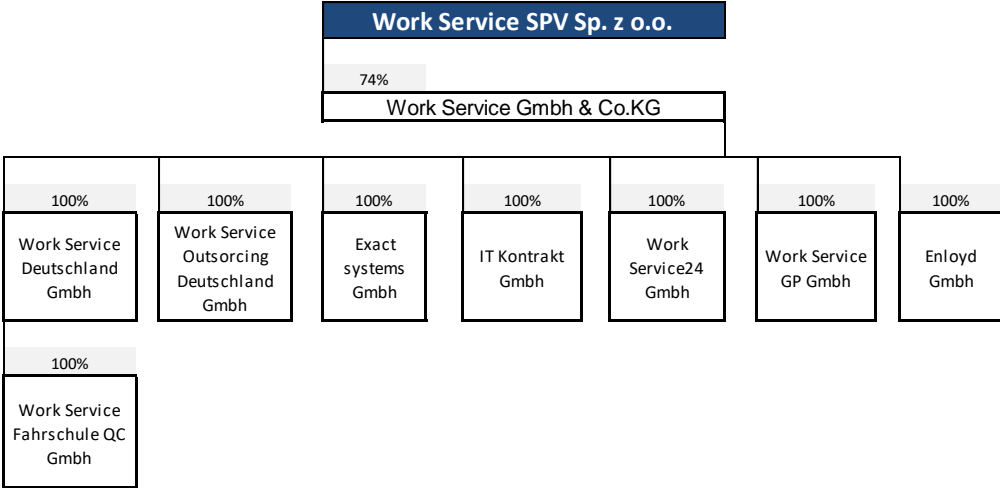 Work Service SPV Sp. z o.o.
74%
Work Service Gmbh & Co.KG
100%
100%
100%
100%
100%
100%
100%
Work Service
Deutschland
Gmbh
Work Service
Outsorcing
Deutschland
Gmbh
Exact
systems
Gmbh
IT Kontrakt
Gmbh
Work
Service24
Gmbh
Work Service
GP Gmbh
Enloyd
Gmbh
100%
Work Service
Fahrschule QC
Gmbh